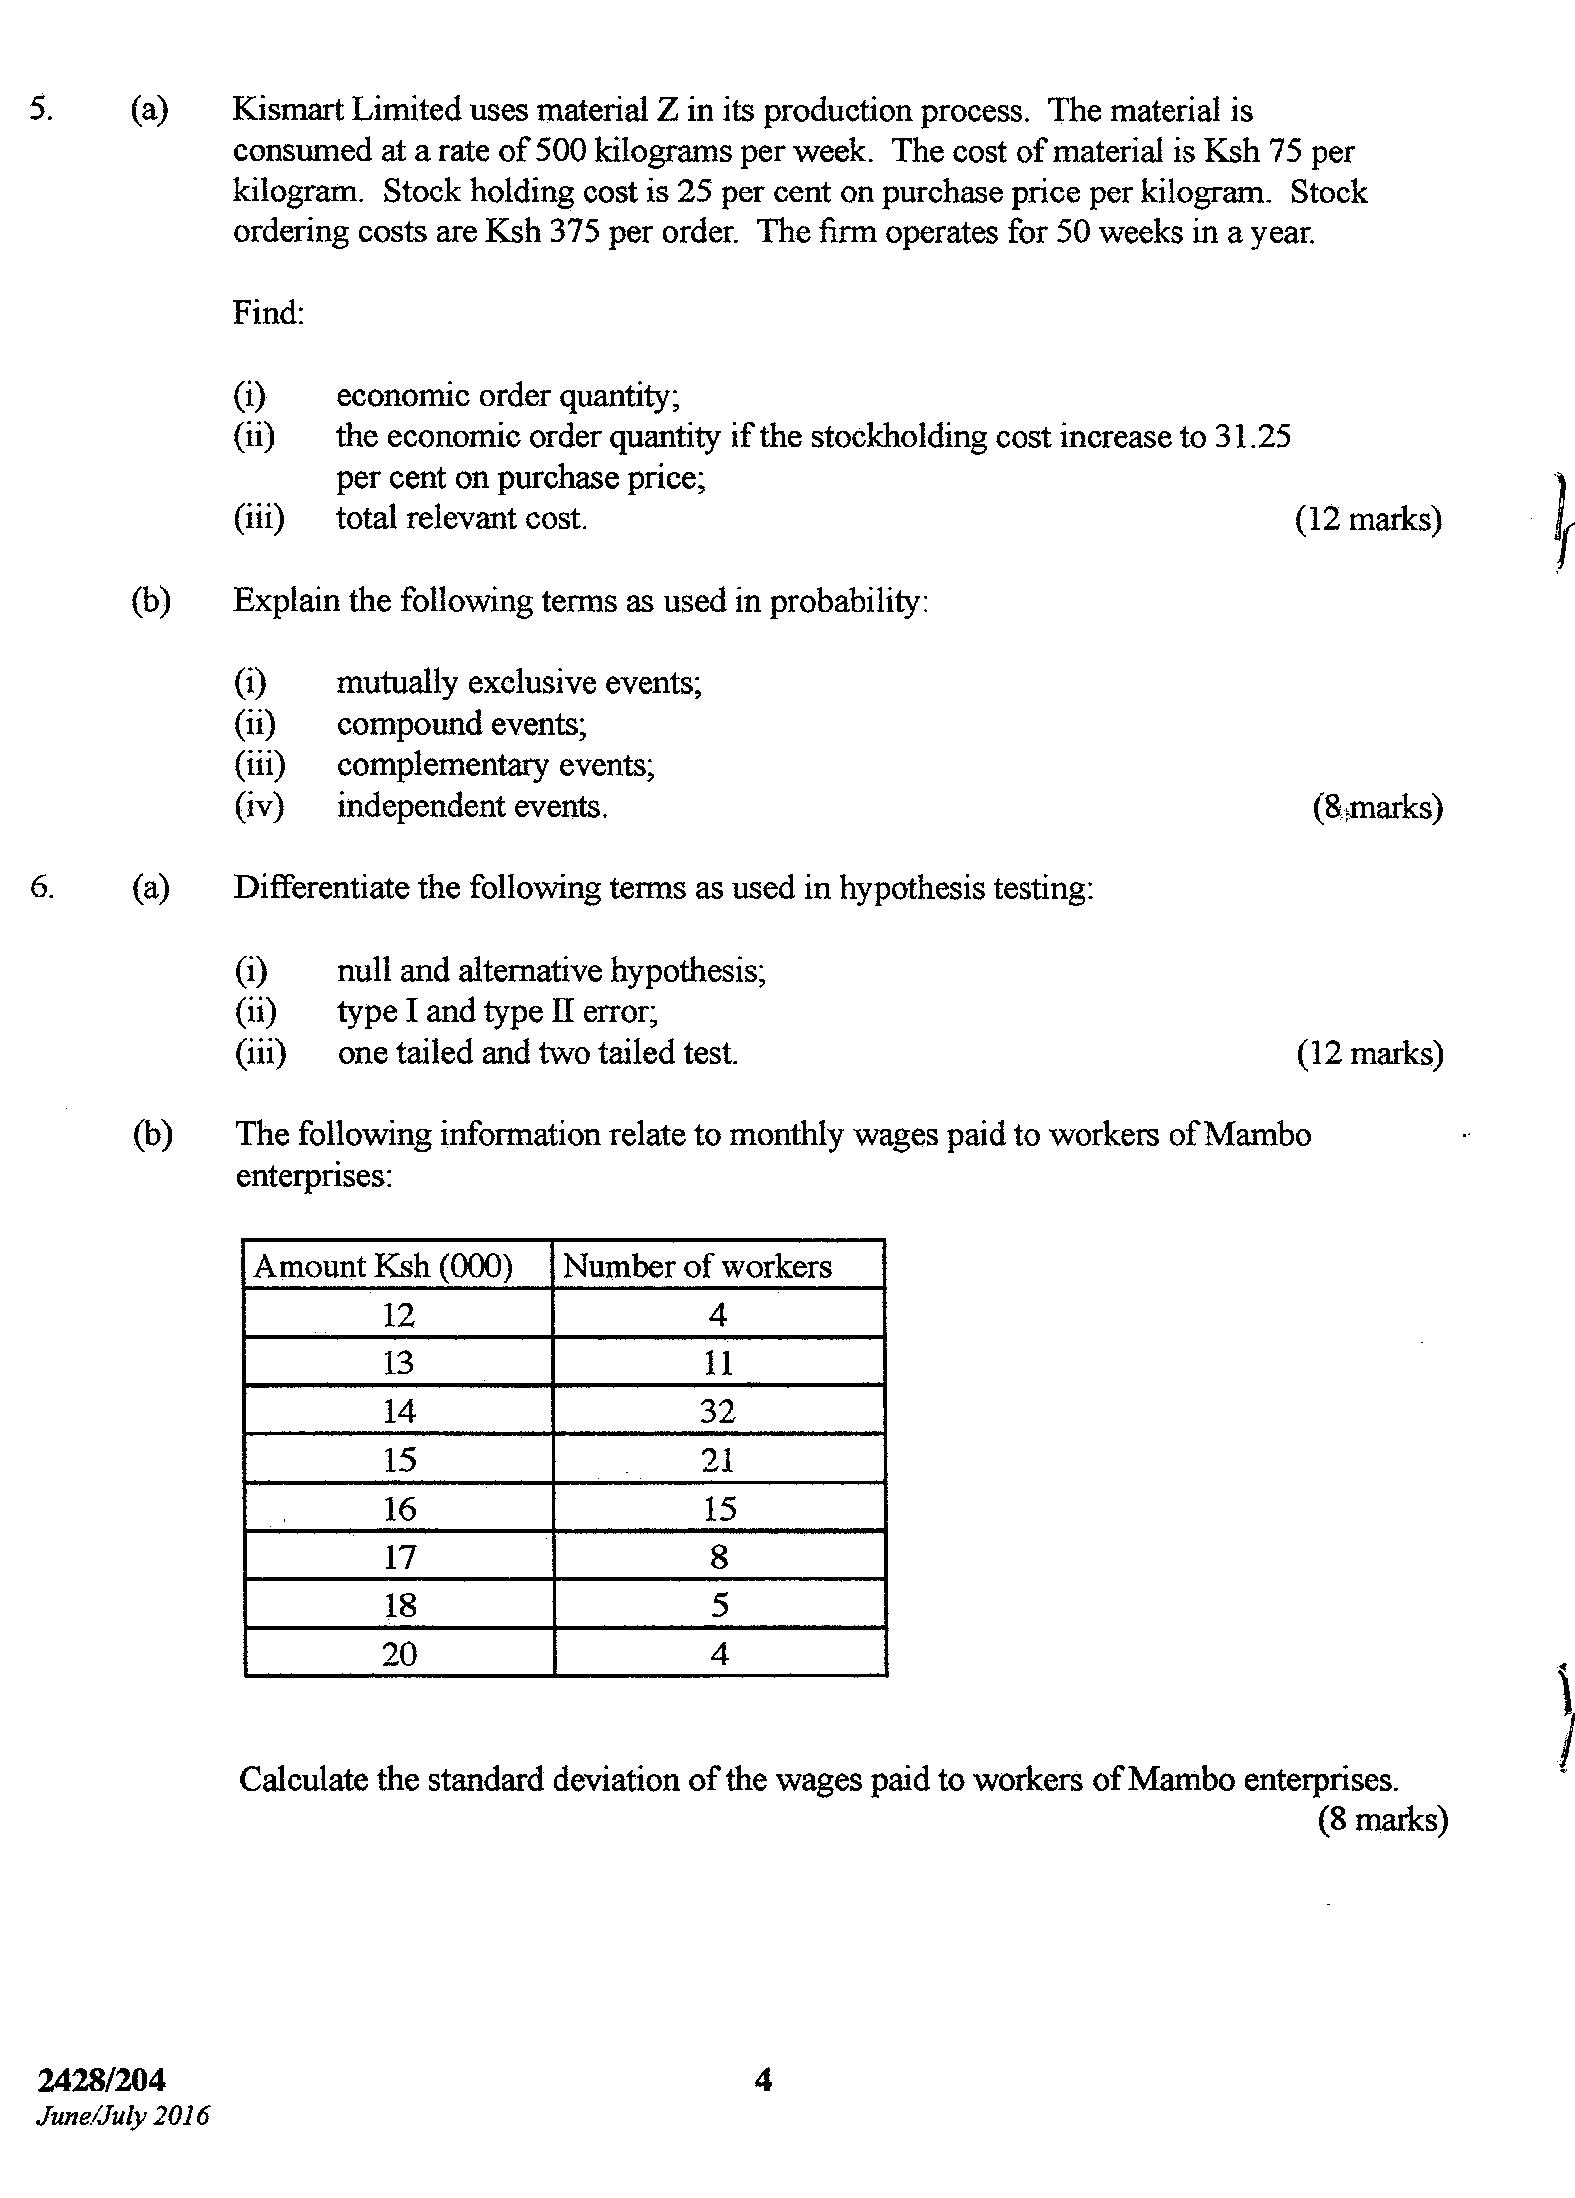 5. (a) Kismart Limited uses material Z in its production process. The material is
consumed at a rate of 500 kilograms per week. The cost of material is Ksh 75 per
kilogram. Stock holding cost is 25 per cent on purchase price per kilogram. Stock
ordering costs are Ksh 375 per order. The firm operates for 50 weeks in a year.
Find:
(i) economic order quantity;
(ii) the economic order quantity if the stockholding cost increase to 31.25
per cent on purchase price;
(iii) total relevant cost. (12 marks)
(b) Explain the following terms as used in probability:
(i) mutually exclusive events;
(ii) compound events;
(iii) complementary events;
(iv) independent events. (8 marks)
6. (a) Differentiate the following terms as used in hypothesis testing:
(i) null and alternative hypothesis;
(ii) type I and type II error;
(iii) one tailed and two tailed test. (12 marks)
(b) The following information relate to monthly wages paid to workers of Mambo
enterprises:
Amount Ksh (000) Number of workers
12 4
13 11
14 32
15 21
16 15
17 8
18 5
20 4
Calculate the standard deviation of the wages paid to workers of Mambo enterprises.
(8 marks)
2428/204 4
June/July 2016